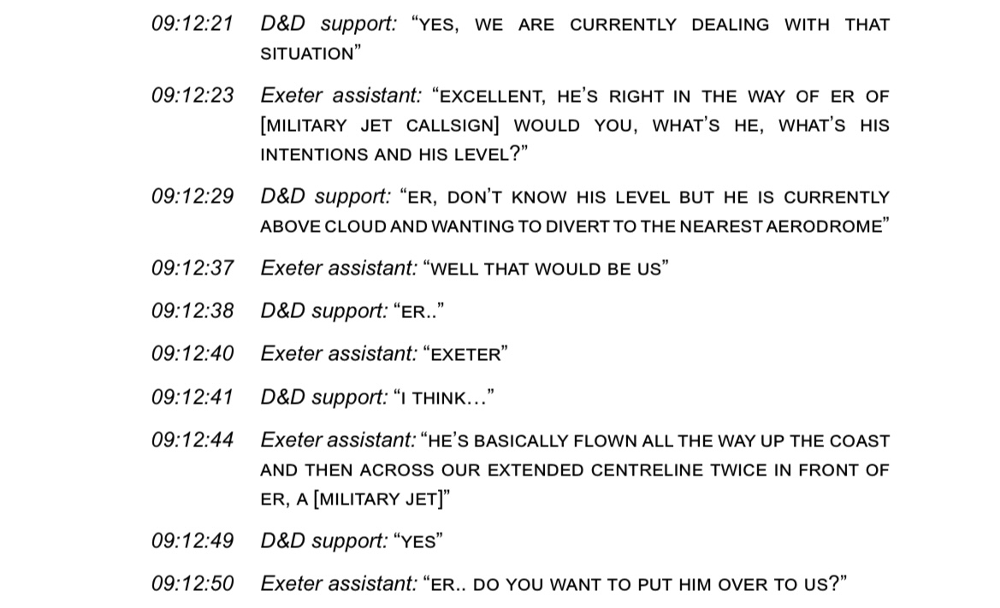 09:12:21 D&D support: “YES, WE ARE CURRENTLY DEALING WITH THAT
SITUATION”
09:12:23 Exeter assistant: “EXCELLENT, HE’S RIGHT IN THE WAY OF ER OF
[MILITARY JET CALLSIGN] WOULD YOU, WHAT’S HE, WHAT’S HIS
INTENTIONS AND HIS LEVEL?”
09:12:29 D&D support: “ER, DON’T KNOW HIS LEVEL BUT HE IS CURRENTLY
ABOVE CLOUD AND WANTING TO DIVERT TO THE NEAREST AERODROME”
09:12:37 Exeter assistant: “WELL THAT WOULD BE US”
09:12:38 D&D support: “ER..”
09:12:40 Exeter assistant: “EXETER”
09:12:41 D&D support: “I THINK...”
09:12:44 Exeter assistant: “HE’S BASICALLY FLOWN ALL THE WAY UP THE COAST
AND THEN ACROSS OUR EXTENDED CENTRELINE TWICE IN FRONT OF
ER, A [MILITARY JET]”
09:12:49 D&D support: “YES”
09:12:50 Exeter assistant: “ER.. DO YOU WANT TO PUT HIM OVER TO US?”